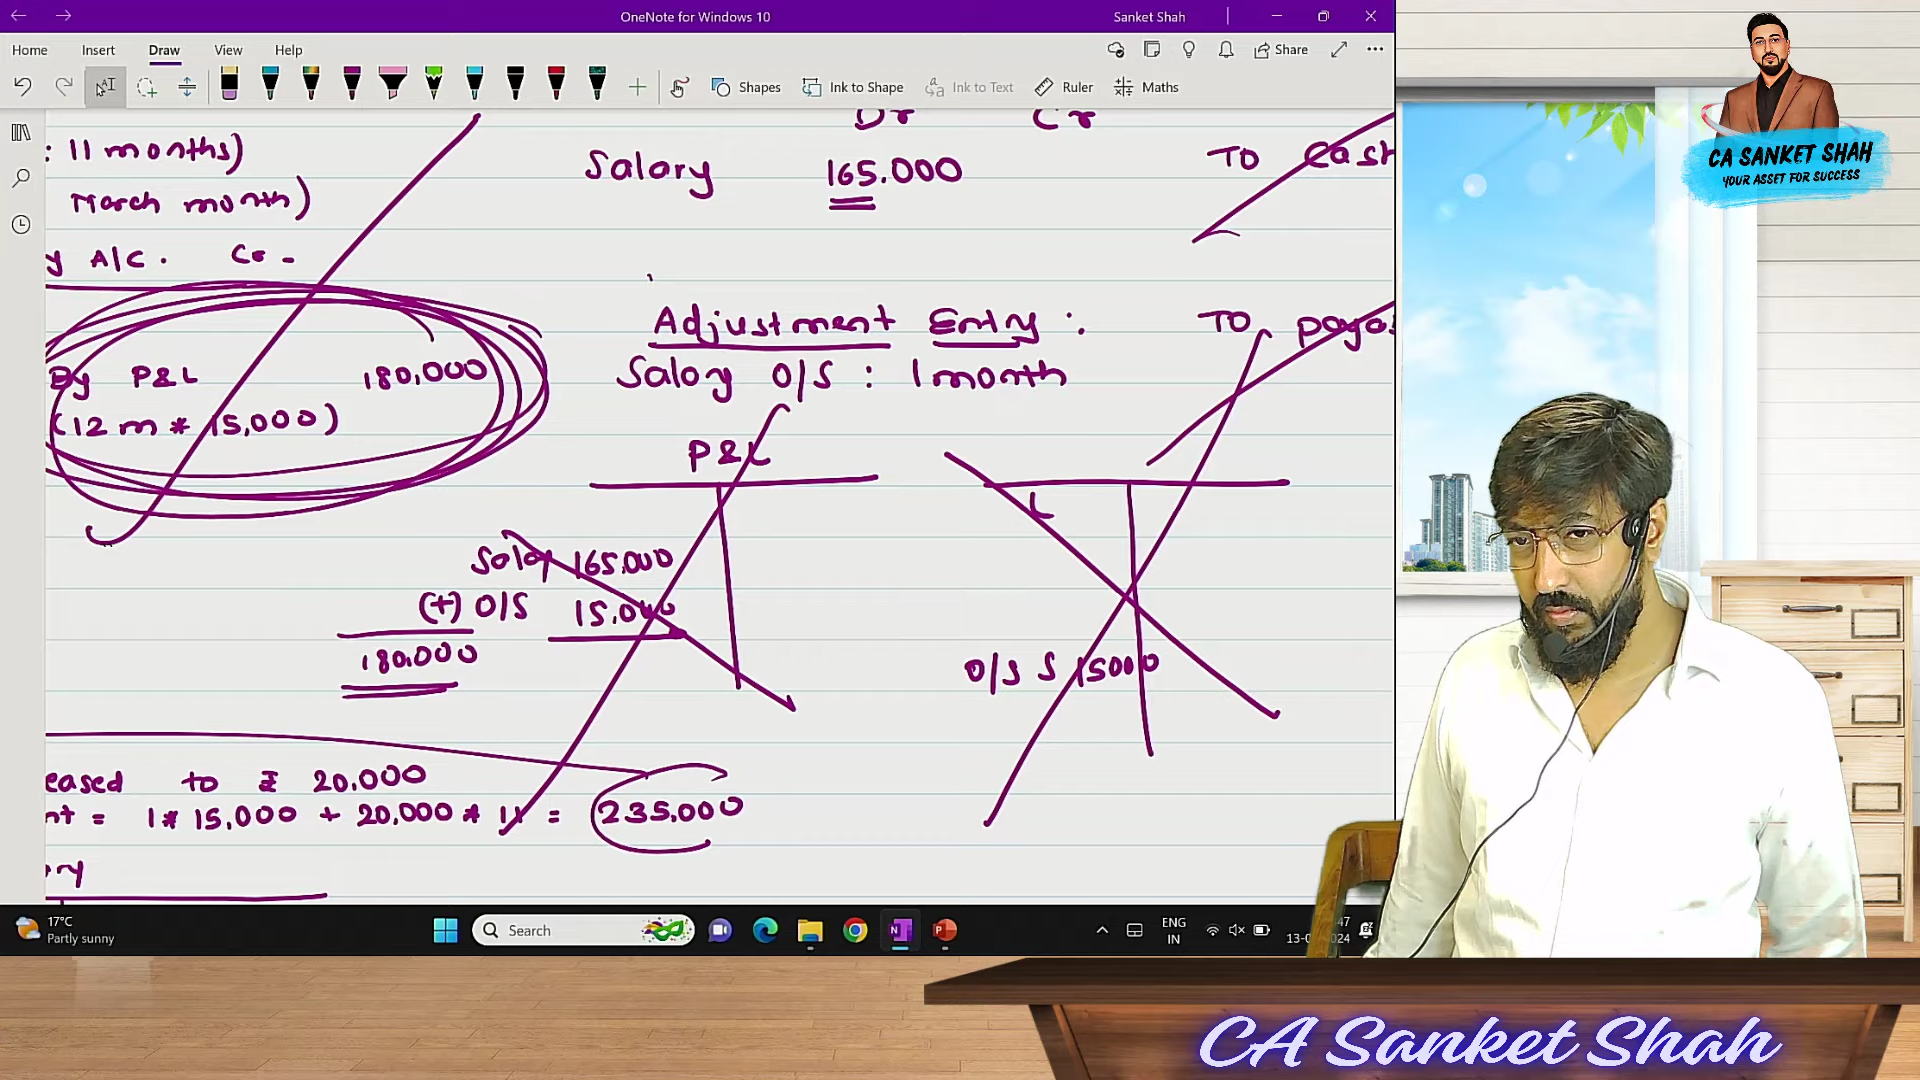 OneNote for Windows 10
Sanket Shah
Home Insert Draw View Help
Share
Shapes
Ink to Shape
Ink to Text
Ruler
Maths
: 11 months)
March month)
y A/C. Cr -
By P&L 180,000
(12 m * 15,000)
Dr Cr
Salary 165.000
To Cash
Adjustment Entry :
Salary O/S : 1 month
To
P&L
165.000
(+) O/S 15,000
180.000
L
O/S S 15000
eased to ₹ 20.000
nt = 1* 15,000 + 20,000 * 11 = 235,000
ry
CA SANKET SHAH
YOUR ASSET FOR SUCCESS
17°C
Partly sunny
Search
ENG
IN
47
CA Sanket Shah